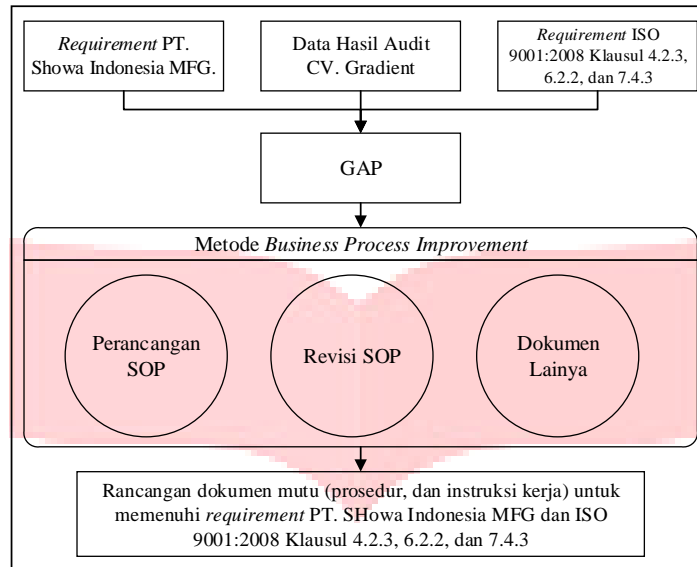 Requirement PT.
Showa Indonesia MFG.
Data Hasil Audit
CV. Gradient
Requirement ISO
9001:2008 Klausul 4.2.3,
6.2.2, dan 7.4.3
GAP
Metode Business Process Improvement
Perancangan
SOP
Revisi SOP
Dokumen
Lainya
Rancangan dokumen mutu (prosedur, dan instruksi kerja) untuk
memenuhi requirement PT. SHowa Indonesia MFG dan ISO
9001:2008 Klausul 4.2.3, 6.2.2, dan 7.4.3